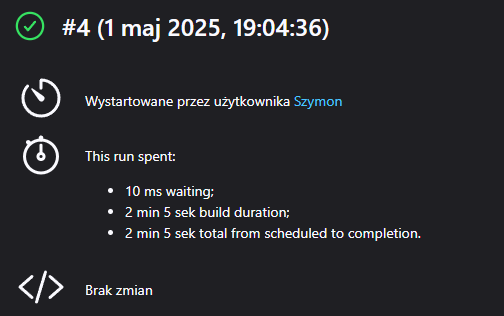 #4 (1 maj 2025, 19:04:36)
Wystartowane przez użytkownika Szymon
This run spent:
10 ms waiting;
2 min 5 sek build duration;
2 min 5 sek total from scheduled to completion.
Brak zmian